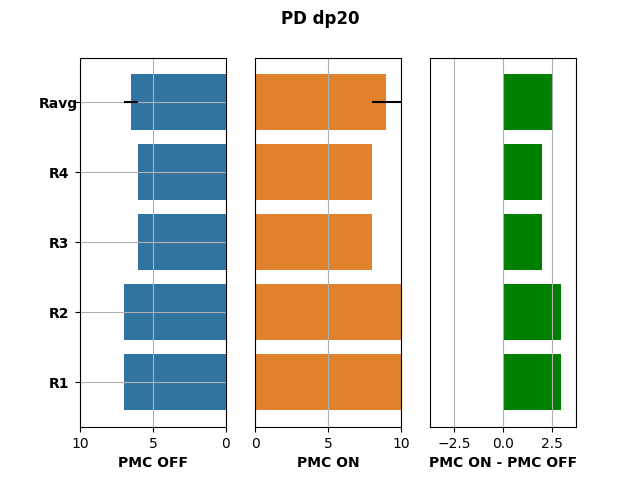 PD dp20
Ravg
R4
R3
R2
R1
10 5 0
0 5 10
−2.5 0.0 2.5
PMC OFF
PMC ON
PMC ON - PMC OFF